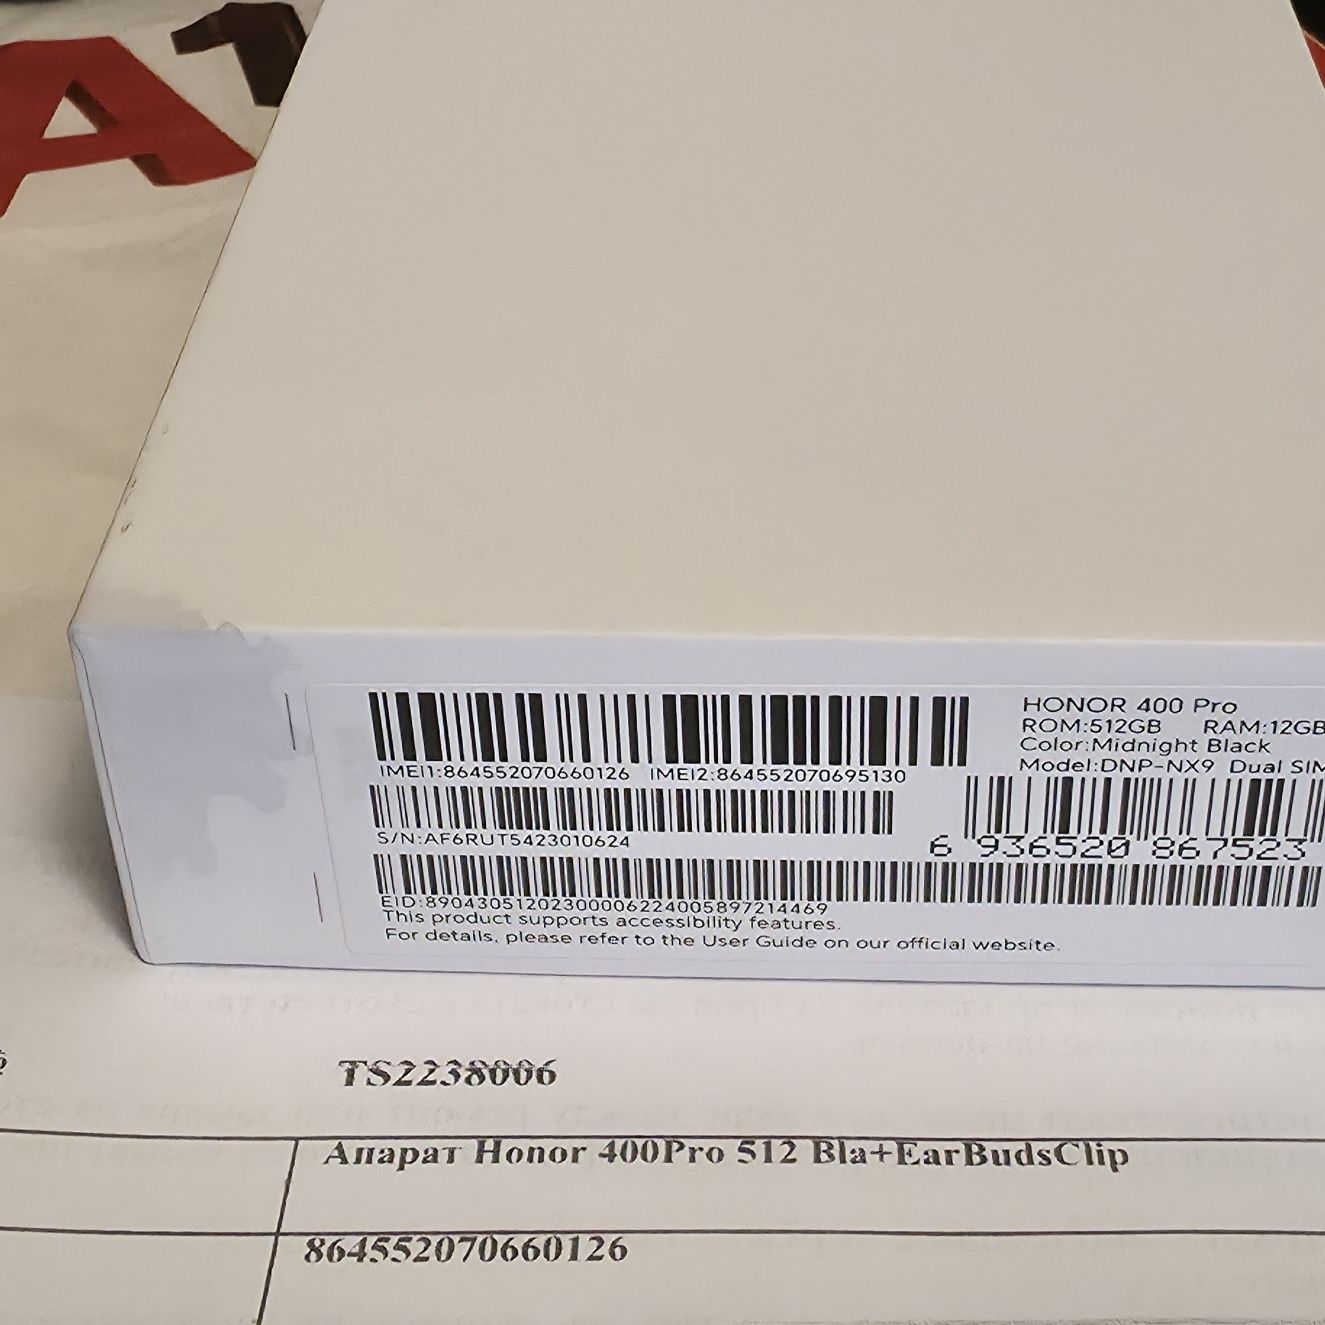 HONOR 400 Pro
ROM:512GB RAM:12GB
Color:Midnight Black
Model:DNP-NX9 Dual SIM
IMEI1:864552070660126 IMEI2:864552070695130
S/N:AF6RUT5423010624
6 936520 867523
EID:89043051202300006224005897214469
This product supports accessibility features.
For details, please refer to the User Guide on our official website.
TS2238006
Апарат Honor 400Pro 512 Bla+EarBudsClip
864552070660126